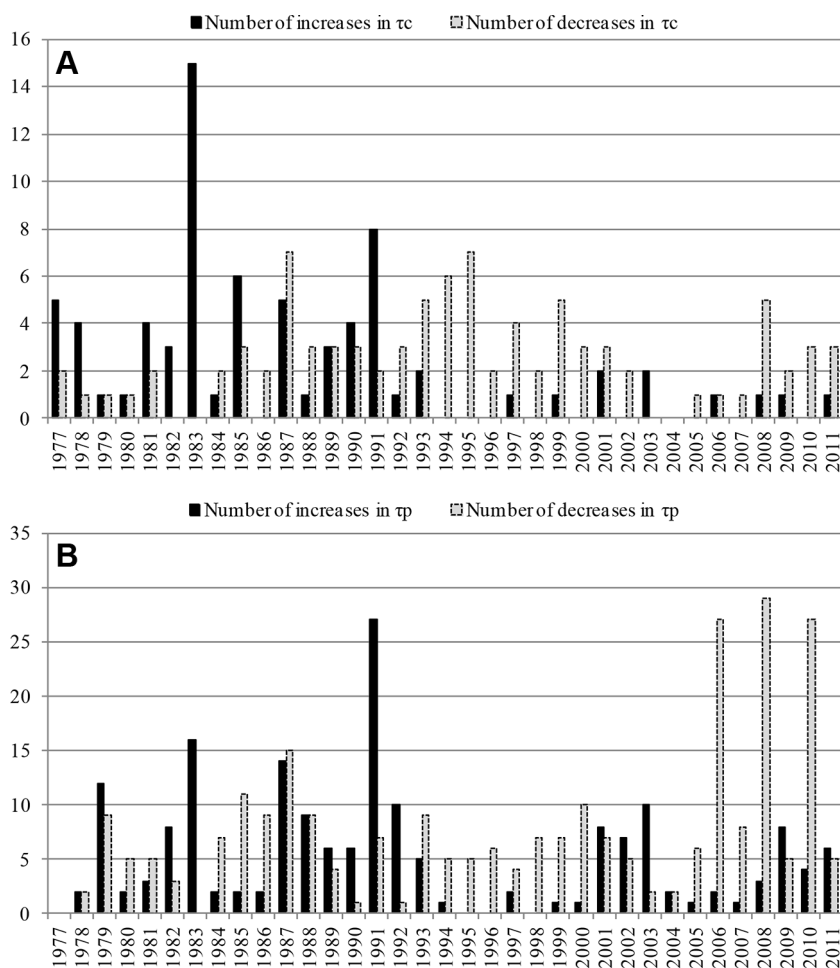 Number of increases in τc Number of decreases in τc
A
16
14
12
10
8
6
4
2
0
1977 1978 1979 1980 1981 1982 1983 1984 1985 1986 1987 1988 1989 1990 1991 1992 1993 1994 1995 1996 1997 1998 1999 2000 2001 2002 2003 2004 2005 2006 2007 2008 2009 2010 2011
Number of increases in τp Number of decreases in τp
B
35
30
25
20
15
10
5
0
1977 1978 1979 1980 1981 1982 1983 1984 1985 1986 1987 1988 1989 1990 1991 1992 1993 1994 1995 1996 1997 1998 1999 2000 2001 2002 2003 2004 2005 2006 2007 2008 2009 2010 2011